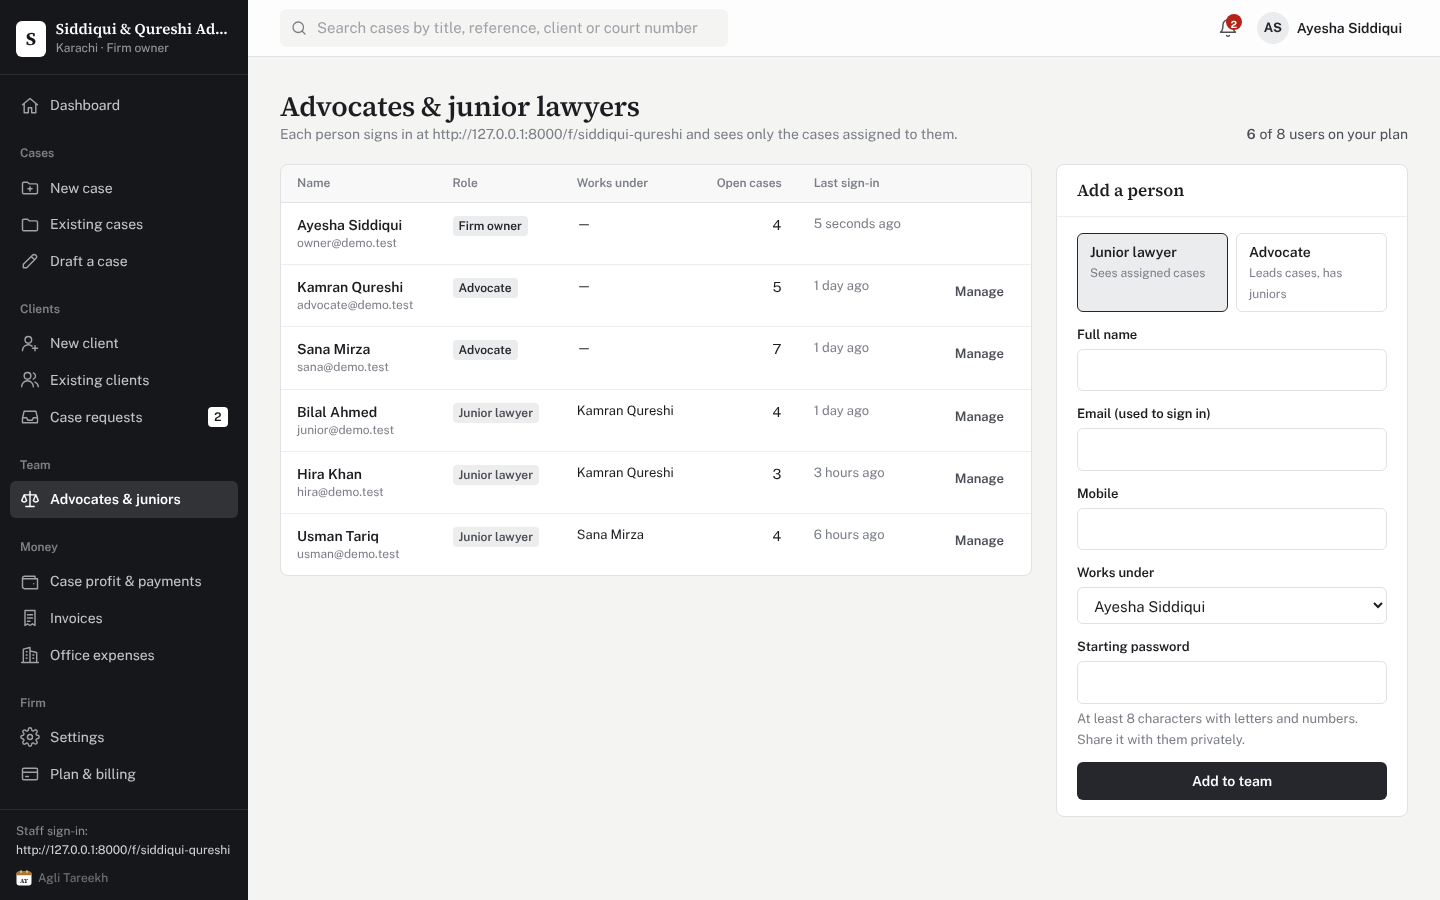 S
Siddiqui & Qureshi Ad...
Karachi · Firm owner
Dashboard
Cases
New case
Existing cases
Draft a case
Clients
New client
Existing clients
Case requests 2
Team
Advocates & juniors
Money
Case profit & payments
Invoices
Office expenses
Firm
Settings
Plan & billing
Staff sign-in:
http://127.0.0.1:8000/f/siddiqui-qureshi
AT Agli Tareekh
Search cases by title, reference, client or court number
2
AS Ayesha Siddiqui
Advocates & junior lawyers
Each person signs in at http://127.0.0.1:8000/f/siddiqui-qureshi and sees only the cases assigned to them.
6 of 8 users on your plan
Name Role Works under Open cases Last sign-in
Ayesha Siddiqui Firm owner — 4 5 seconds ago
owner@demo.test
Kamran Qureshi Advocate — 5 1 day ago Manage
advocate@demo.test
Sana Mirza Advocate — 7 1 day ago Manage
sana@demo.test
Bilal Ahmed Junior lawyer Kamran Qureshi 4 1 day ago Manage
junior@demo.test
Hira Khan Junior lawyer Kamran Qureshi 3 3 hours ago Manage
hira@demo.test
Usman Tariq Junior lawyer Sana Mirza 4 6 hours ago Manage
usman@demo.test
Add a person
Junior lawyer
Sees assigned cases
Advocate
Leads cases, has
juniors
Full name
Email (used to sign in)
Mobile
Works under
Ayesha Siddiqui
Starting password
At least 8 characters with letters and numbers.
Share it with them privately.
Add to team